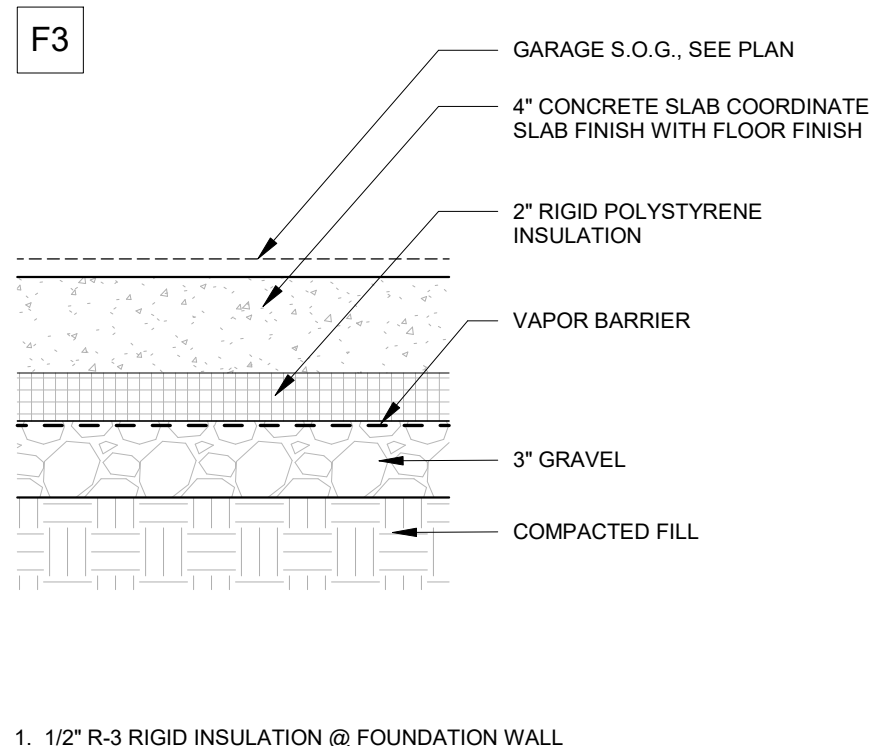 F3
GARAGE S.O.G., SEE PLAN
4" CONCRETE SLAB COORDINATE
SLAB FINISH WITH FLOOR FINISH
2" RIGID POLYSTYRENE
INSULATION
VAPOR BARRIER
3" GRAVEL
COMPACTED FILL
1. 1/2" R-3 RIGID INSULATION @ FOUNDATION WALL